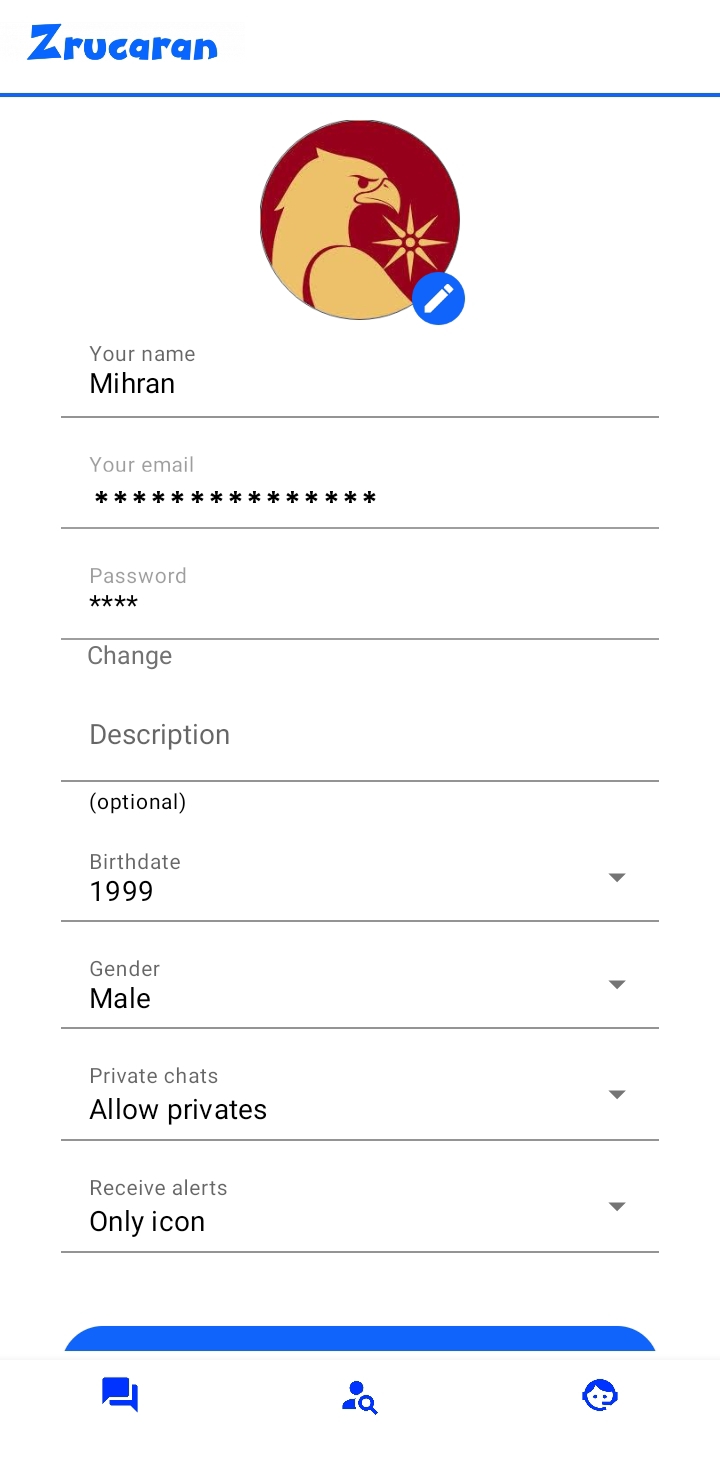 Zrucaran
Your name
Mihran
Your email
***************
Password
****
Change
Description
(optional)
Birthdate
1999
Gender
Male
Private chats
Allow privates
Receive alerts
Only icon